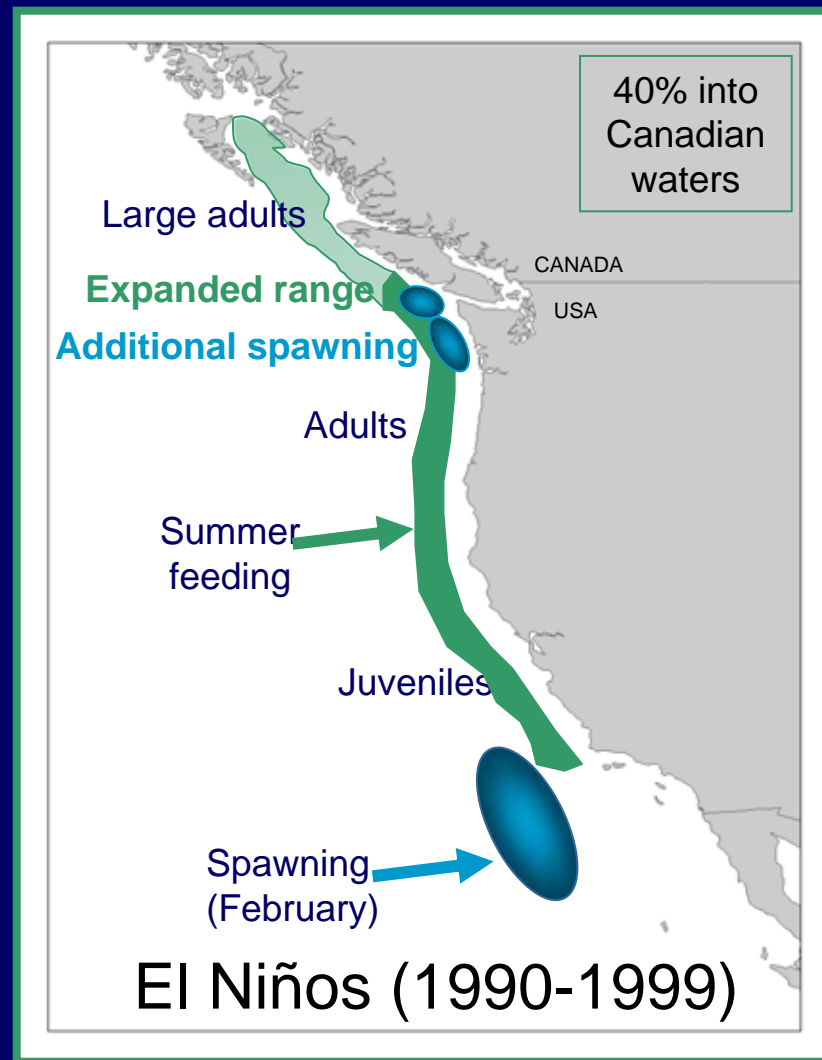 40% into
Canadian
waters
Large adults
CANADA
Expanded range
USA
Additional spawning
Adults
Summer
feeding
Juveniles
Spawning
(February)
El Niños (1990-1999)